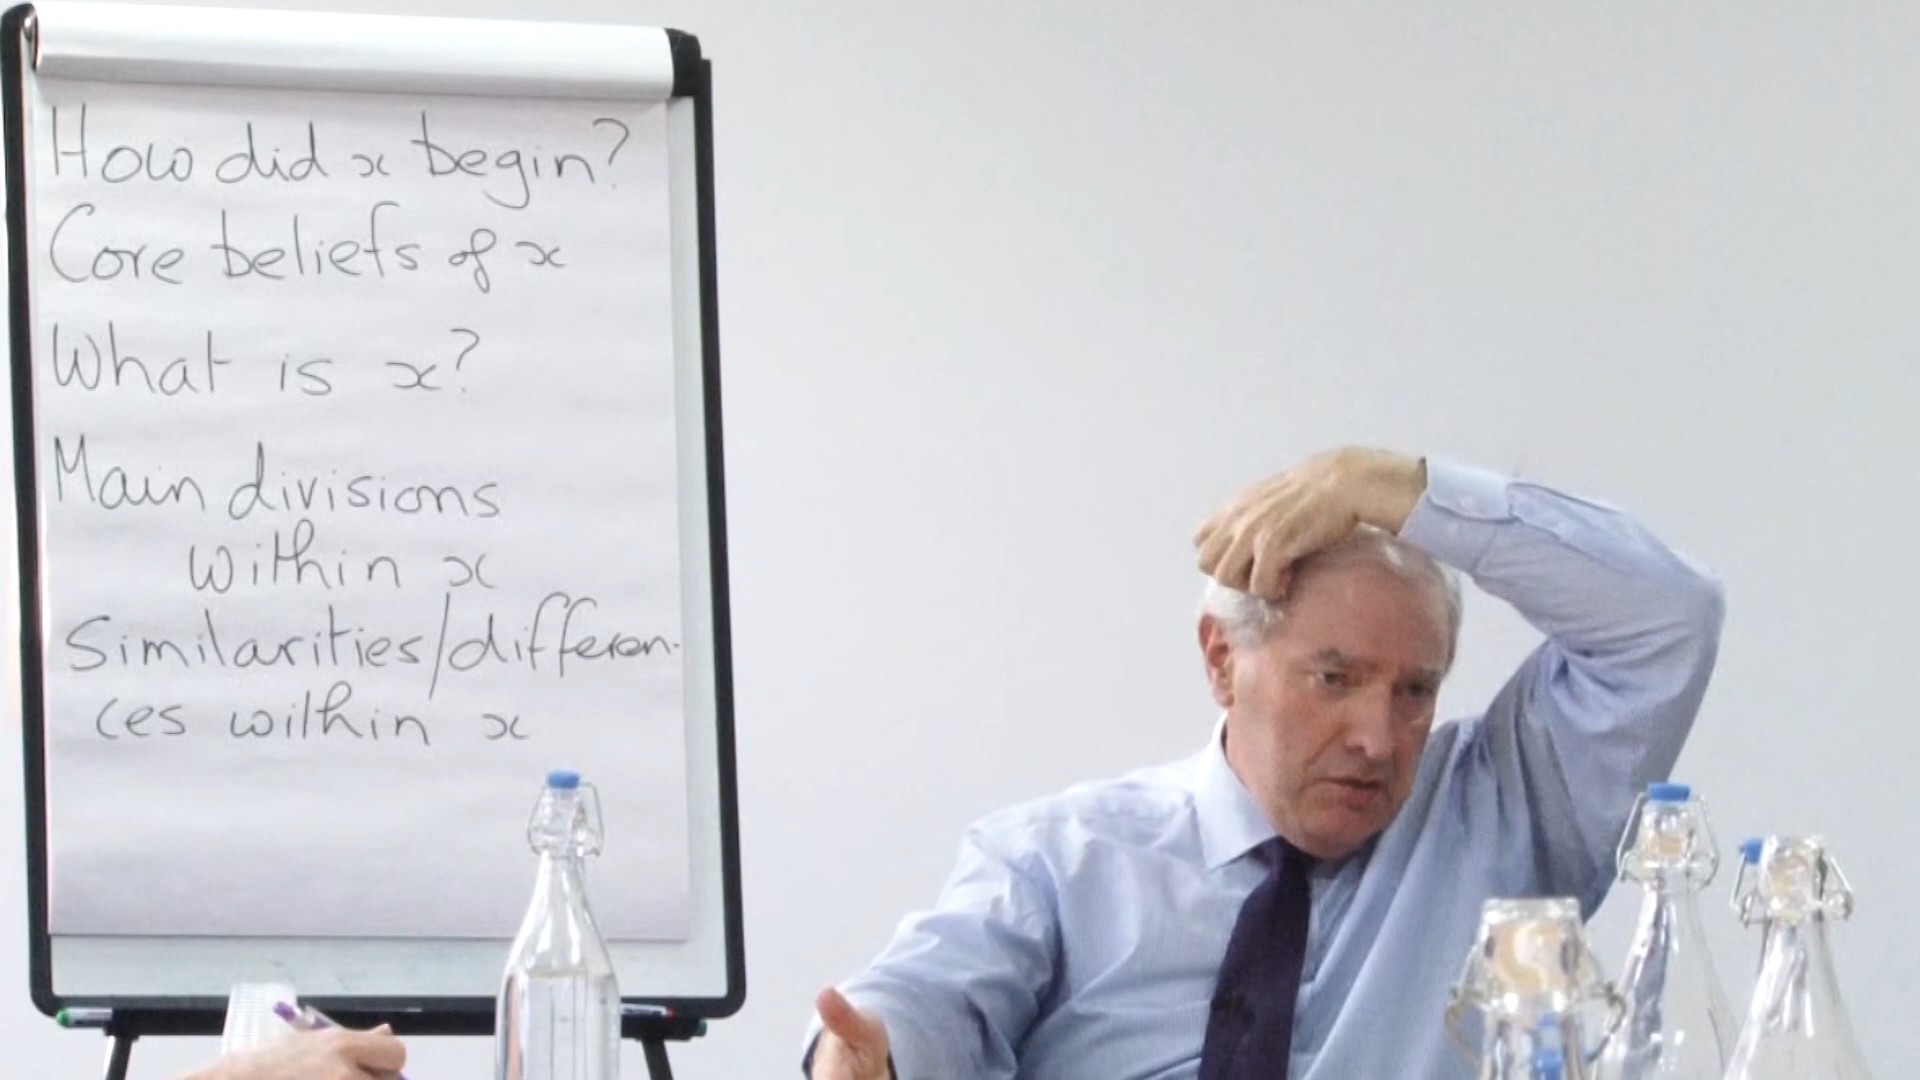 How did x begin?
Core beliefs of x
What is x?
Main divisions
within x
Similarities/differen-
ces within x